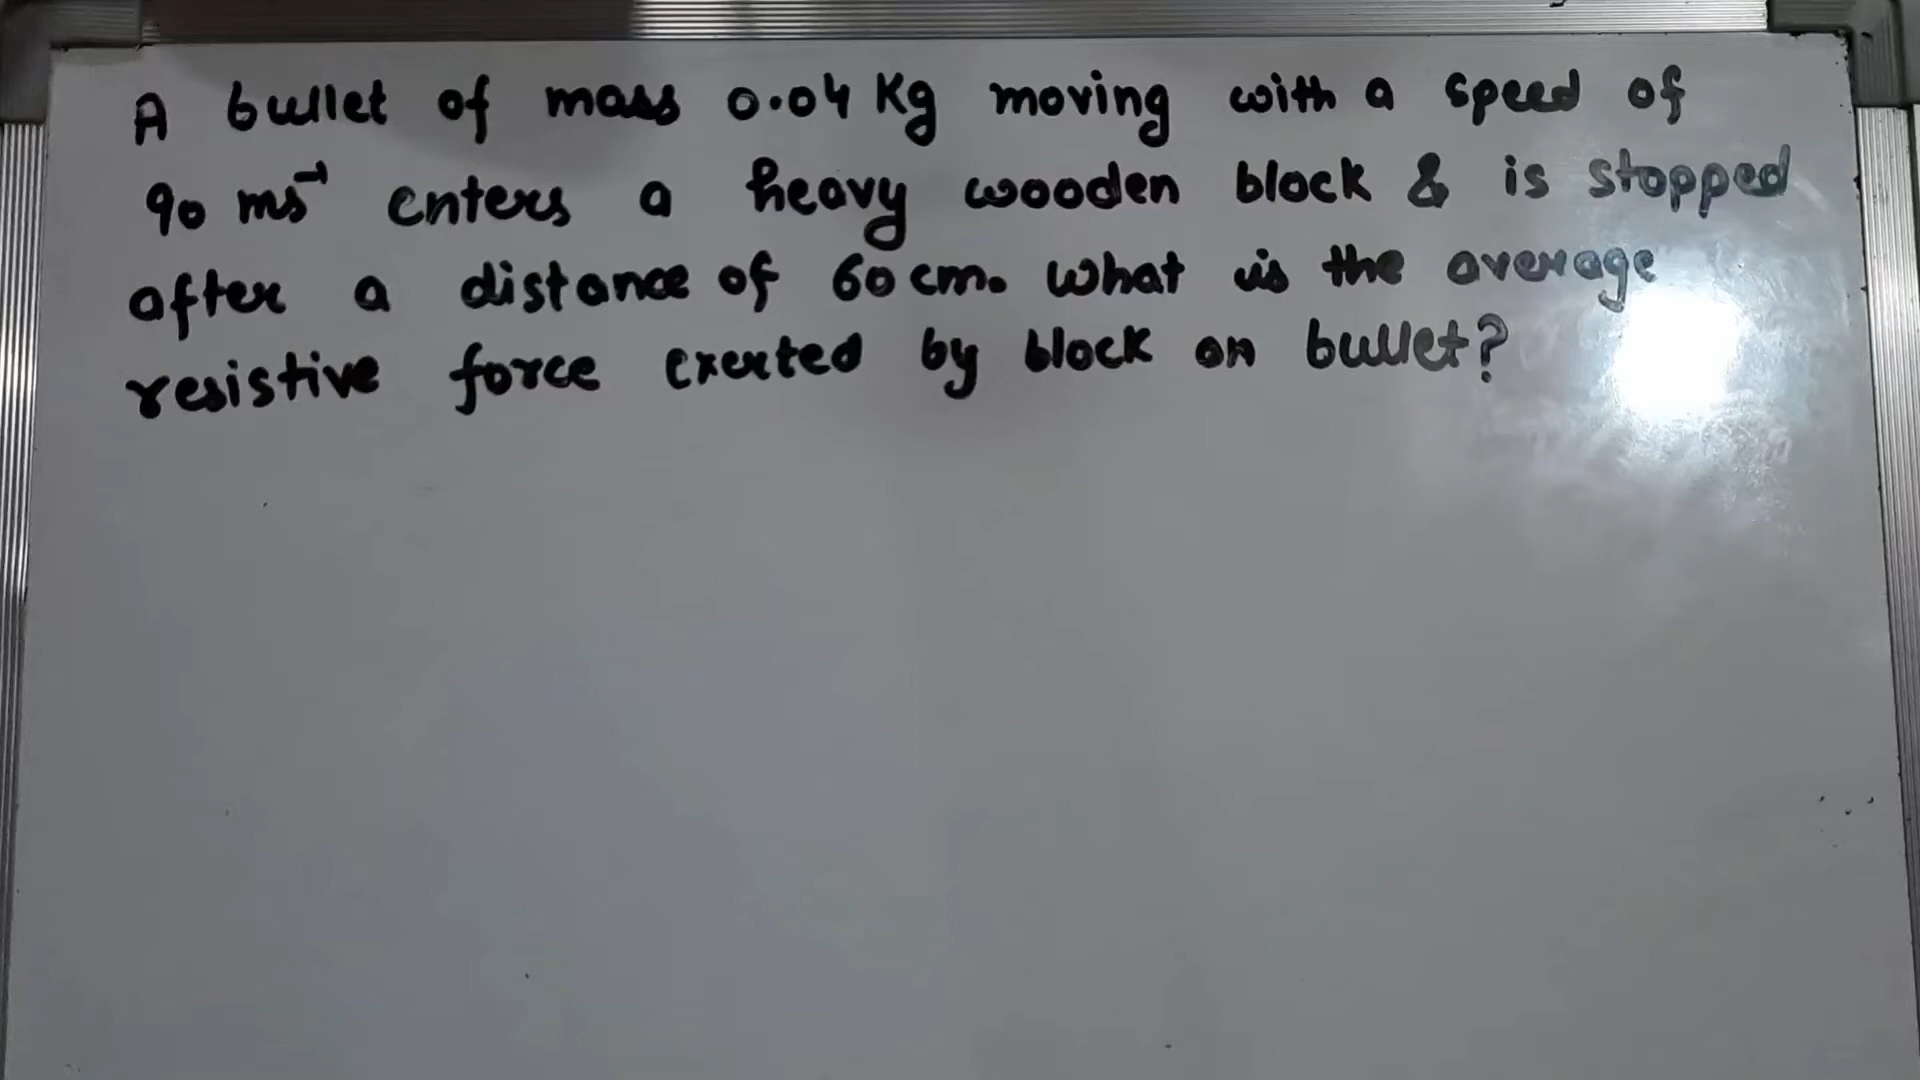 A bullet of mass 0.04 Kg moving with a speed of
90 ms⁻¹ enters a heavy wooden block & is stopped
after a distance of 60 cm. What is the average
resistive force exerted by block on bullet?